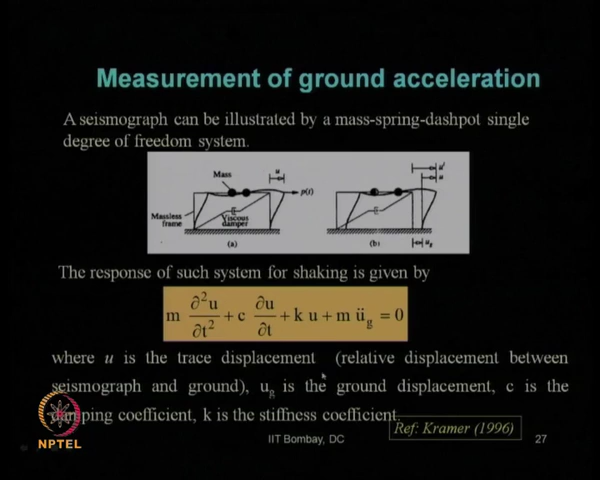 Measurement of ground acceleration
A seismograph can be illustrated by a mass-spring-dashpot single
degree of freedom system.
Mass
u
p(t)
Massless
frame
Viscous
damper
(a)
uᵗ
u
(b)
u_g
The response of such system for shaking is given by
m ∂²u/∂t² + c ∂u/∂t + k u + m ü_g = 0
where u is the trace displacement (relative displacement between
seismograph and ground), u_g is the ground displacement, c is the
damping coefficient, k is the stiffness coefficient.
Ref: Kramer (1996)
NPTEL
IIT Bombay, DC
27